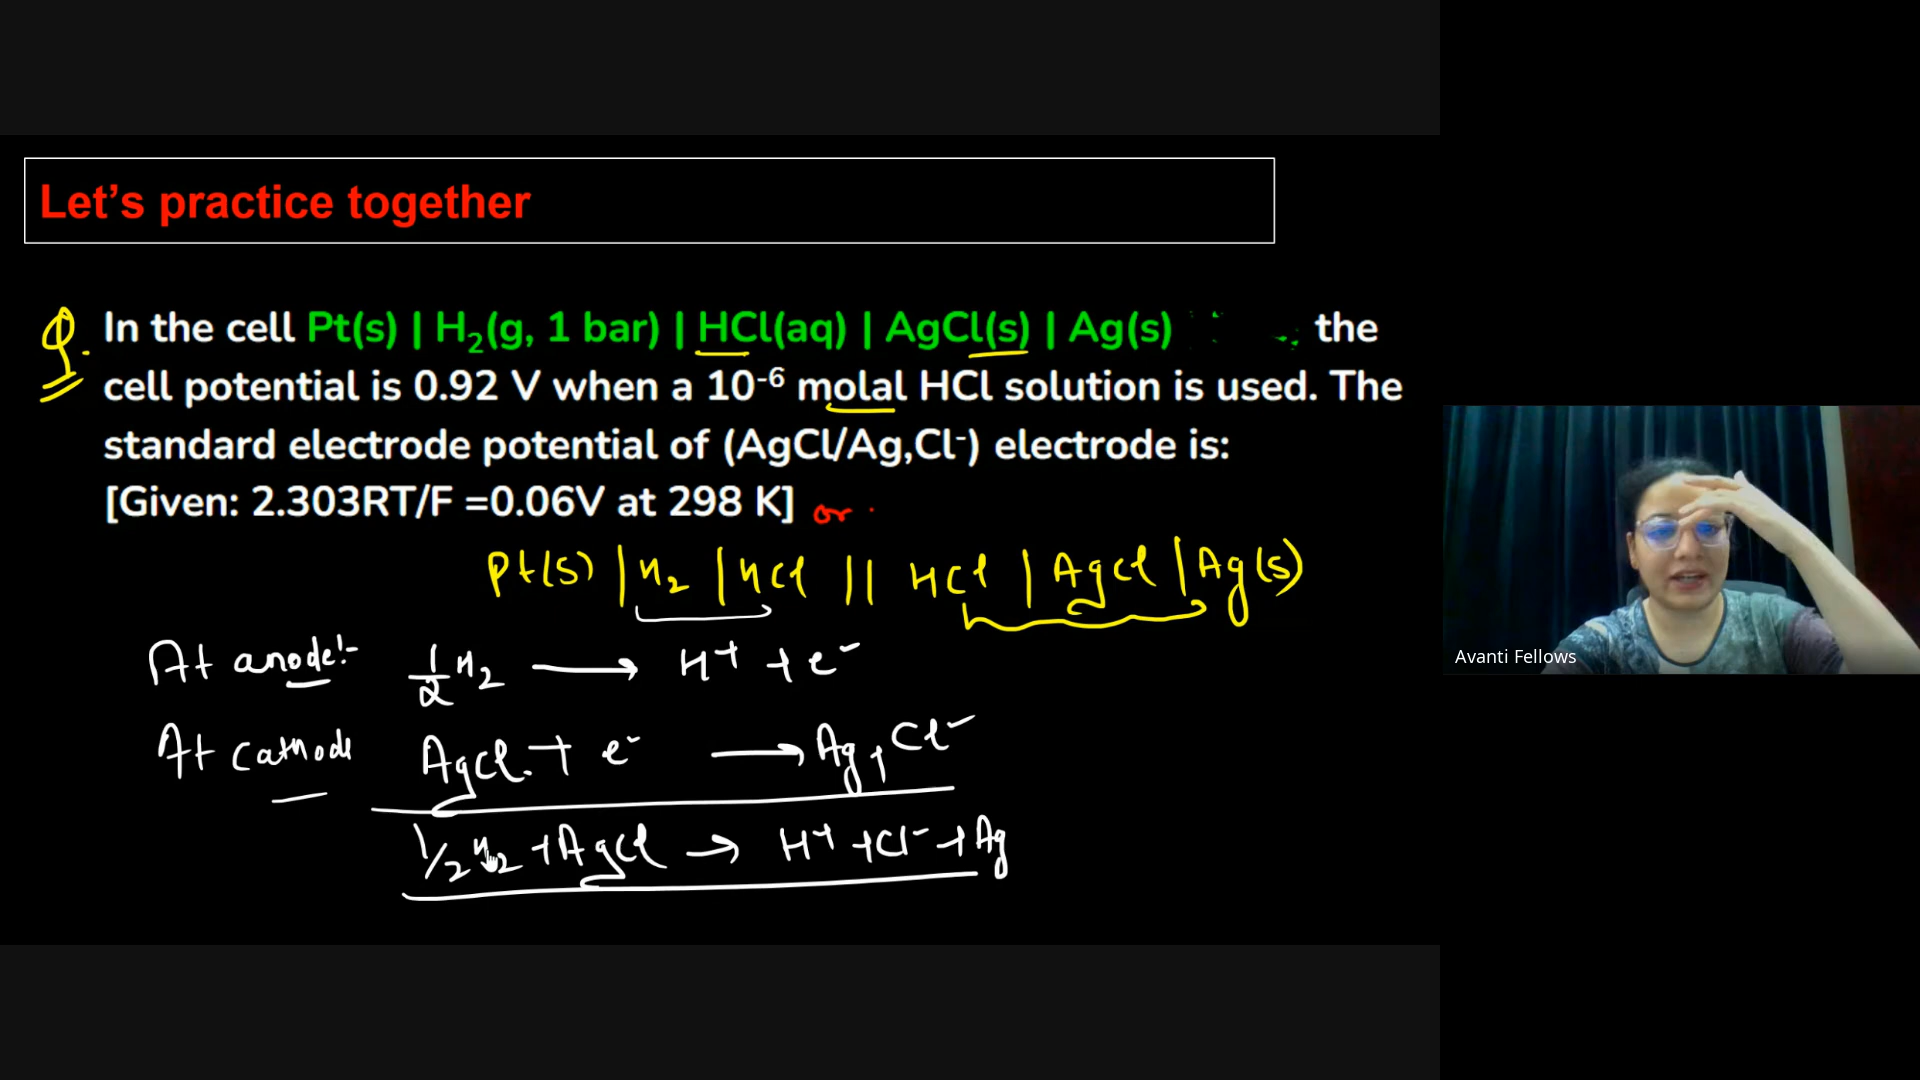 Let's practice together
Q. In the cell Pt(s) | H₂(g, 1 bar) | HCl(aq) | AgCl(s) | Ag(s) the
cell potential is 0.92 V when a 10⁻⁶ molal HCl solution is used. The
standard electrode potential of (AgCl/Ag,Cl⁻) electrode is:
[Given: 2.303RT/F =0.06V at 298 K] or
Pt(s) | H₂ | HCl || HCl | AgCl | Ag(s)
At anode:- 1/2 H₂ → H⁺ + e⁻
At cathode AgCl + e⁻ → Ag + Cl⁻
1/2 H₂ + AgCl → H⁺ + Cl⁻ + Ag
Avanti Fellows